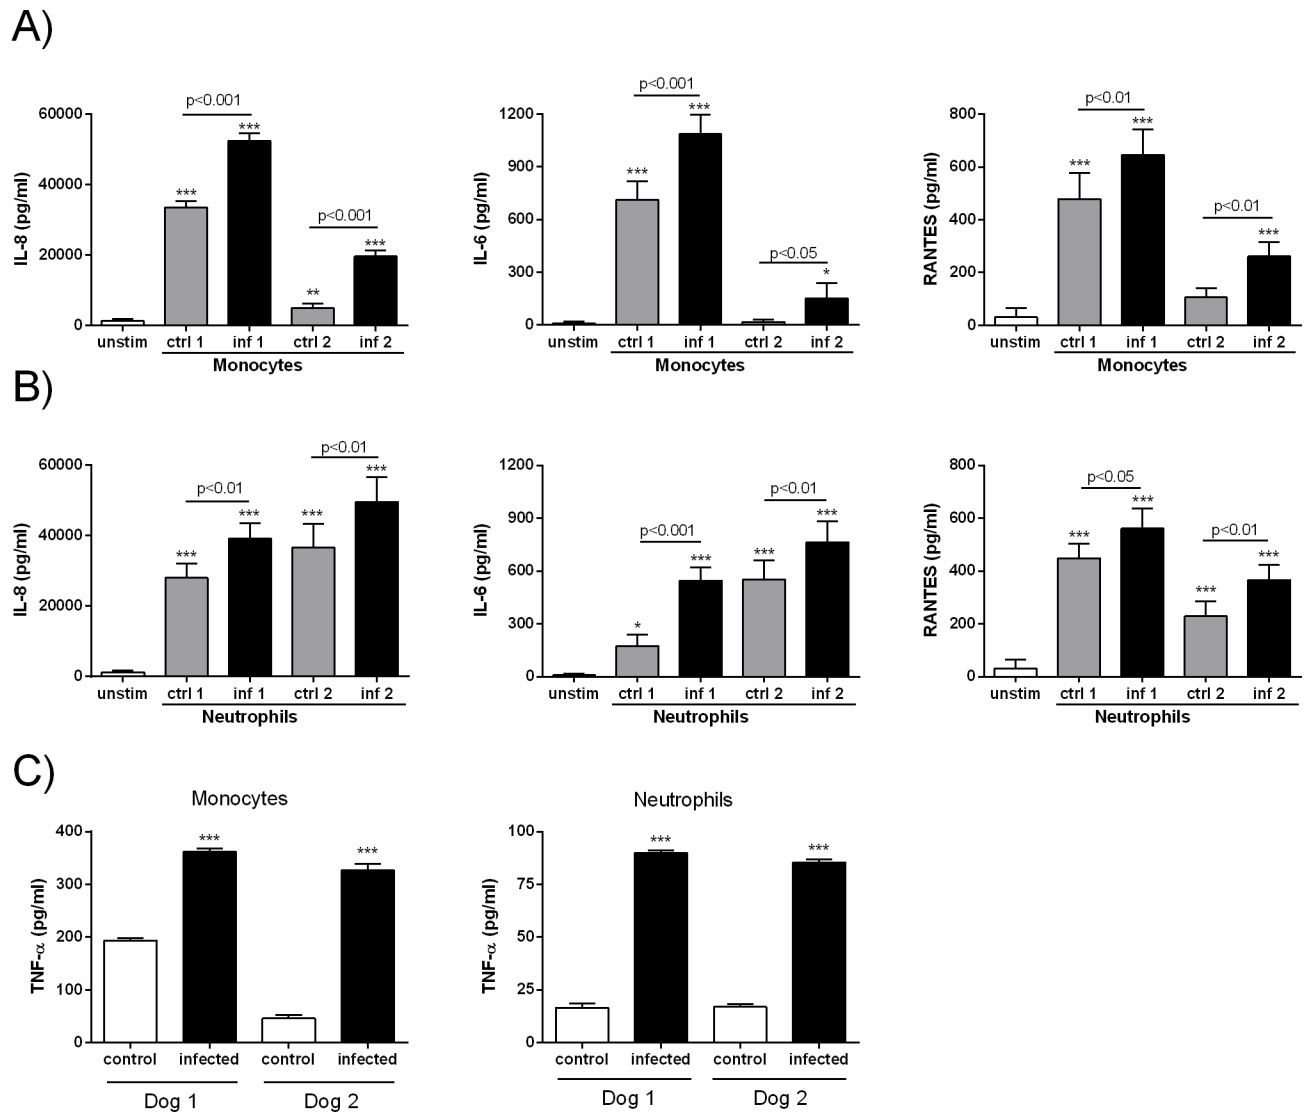 A)
p<0.001
p<0.001
p<0.01
60000
40000
20000
0
IL-8 (pg/ml)
***
***
p<0.001
**
***
unstim
ctrl 1
inf 1
ctrl 2
inf 2
Monocytes
1200
900
600
300
0
IL-6 (pg/ml)
***
***
p<0.05
*
unstim
ctrl 1
inf 1
ctrl 2
inf 2
Monocytes
800
600
400
200
0
RANTES (pg/ml)
***
***
p<0.01
***
unstim
ctrl 1
inf 1
ctrl 2
inf 2
Monocytes
B)
60000
40000
20000
0
IL-8 (pg/ml)
p<0.01
p<0.01
***
***
***
***
unstim
ctrl 1
inf 1
ctrl 2
inf 2
Neutrophils
1200
900
600
300
0
IL-6 (pg/ml)
p<0.001
p<0.01
*
***
***
***
unstim
ctrl 1
inf 1
ctrl 2
inf 2
Neutrophils
800
600
400
200
0
RANTES (pg/ml)
p<0.05
p<0.01
***
***
***
***
unstim
ctrl 1
inf 1
ctrl 2
inf 2
Neutrophils
C)
Monocytes
400
300
200
100
0
TNF-α (pg/ml)
***
***
control
infected
control
infected
Dog 1
Dog 2
Neutrophils
100
75
50
25
0
TNF-α (pg/ml)
***
***
control
infected
control
infected
Dog 1
Dog 2